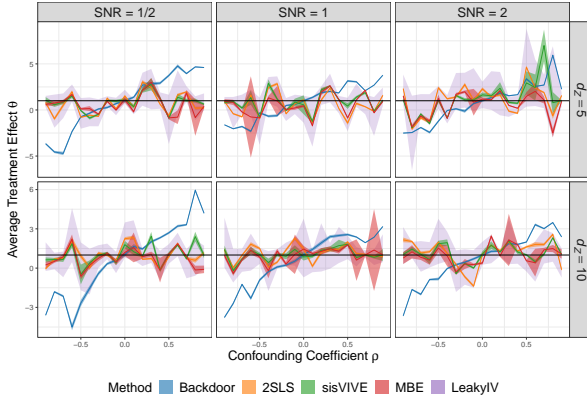 SNR = 1/2 SNR = 1 SNR = 2
Average Treatment Effect θ
5
0
−5
d_Z = 5
6
3
0
−3
d_Z = 10
−0.5 0.0 0.5 −0.5 0.0 0.5 −0.5 0.0 0.5
Confounding Coefficient ρ
Method Backdoor 2SLS sisVIVE MBE LeakyIV